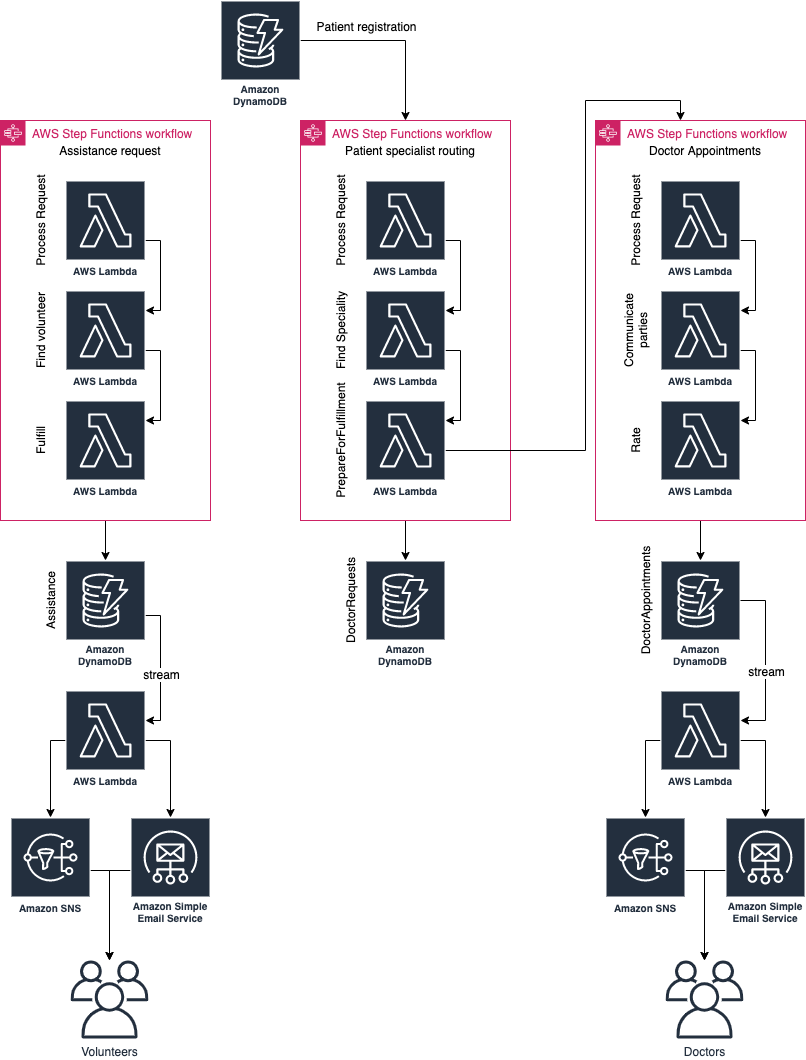 Patient registration
Amazon
DynamoDB
AWS Step Functions workflow
Assistance request
Process Request
AWS Lambda
Find volunteer
AWS Lambda
Fulfill
AWS Lambda
Assistance
Amazon
DynamoDB
stream
AWS Lambda
Amazon SNS
Amazon Simple
Email Service
Volunteers
AWS Step Functions workflow
Patient specialist routing
Process Request
AWS Lambda
Find Speciality
AWS Lambda
PrepareForFulfillment
AWS Lambda
DoctorRequests
Amazon
DynamoDB
AWS Step Functions workflow
Doctor Appointments
Process Request
AWS Lambda
Communicate
parties
AWS Lambda
Rate
AWS Lambda
DoctorAppointments
Amazon
DynamoDB
stream
AWS Lambda
Amazon SNS
Amazon Simple
Email Service
Doctors